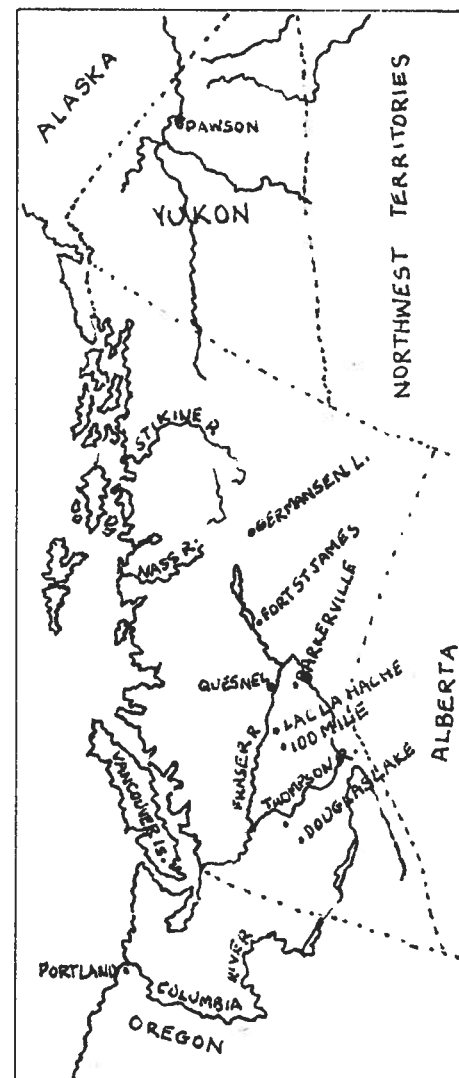 ALASKA
DAWSON
YUKON
NORTHWEST TERRITORIES
STIKINE R
GERMANSEN L.
NASS R.
FORT ST JAMES
BARKERVILLE
QUESNEL
LAC LA HACHE
100 MILE
ALBERTA
FRASER R
THOMPSON R.
DOUGLAS LAKE
VANCOUVER IS.
PORTLAND
COLUMBIA
RIVER
OREGON